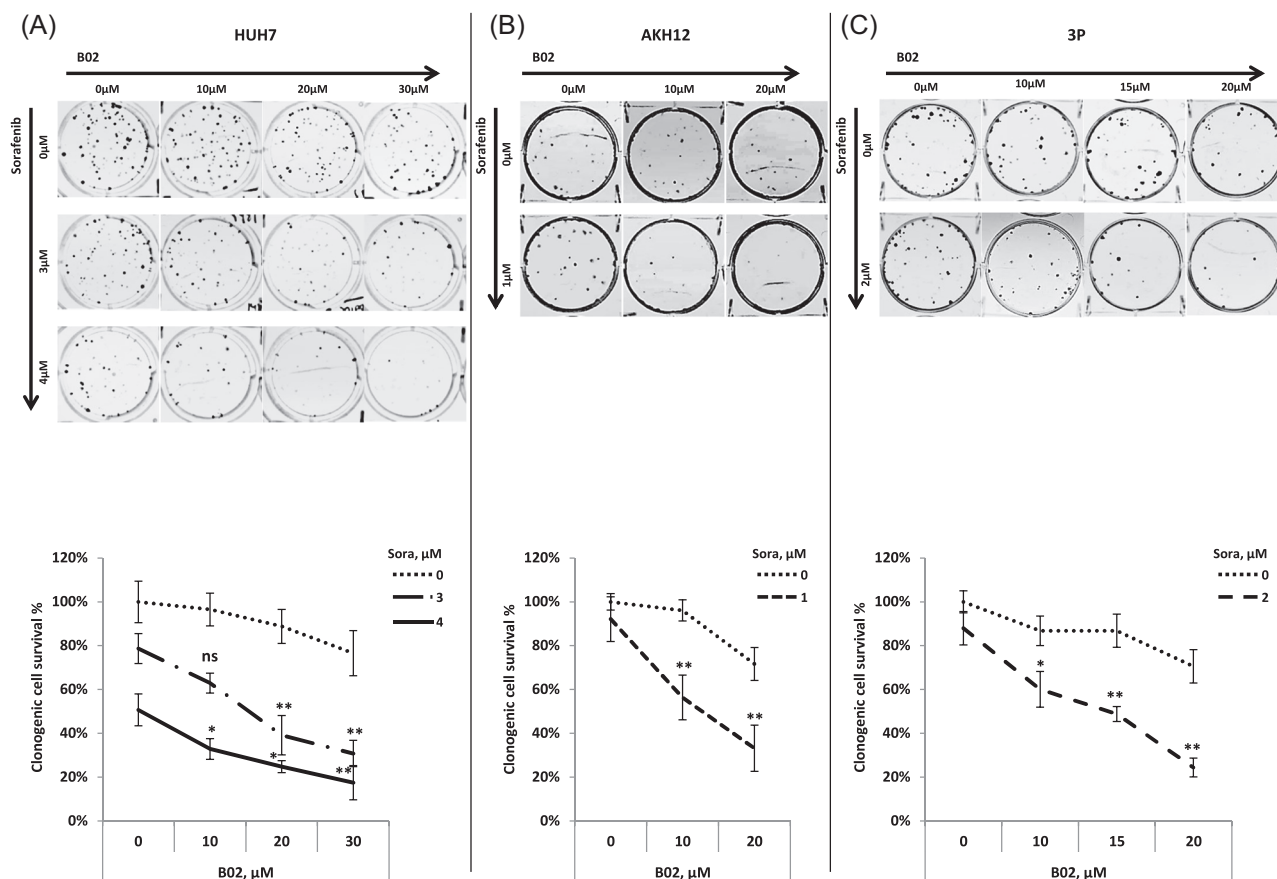 (A)
HUH7
B02
0µM 10µM 20µM 30µM
Sorafenib
0µM
3µM
4µM
120%
100%
80%
60%
40%
20%
0%
Clonogenic cell survival %
Sora, µM
0
3
4
ns
**
**
*
*
**
0 10 20 30
B02, µM
(B)
AKH12
B02
0µM 10µM 20µM
Sorafenib
0µM
1µM
120%
100%
80%
60%
40%
20%
0%
Clonogenic cell survival %
Sora, µM
0
1
**
**
0 10 20
B02, µM
(C)
3P
B02
0µM 10µM 15µM 20µM
Sorafenib
0µM
2µM
120%
100%
80%
60%
40%
20%
0%
Clonogenic cell survival %
Sora, µM
0
2
*
**
**
0 10 15 20
B02, µM